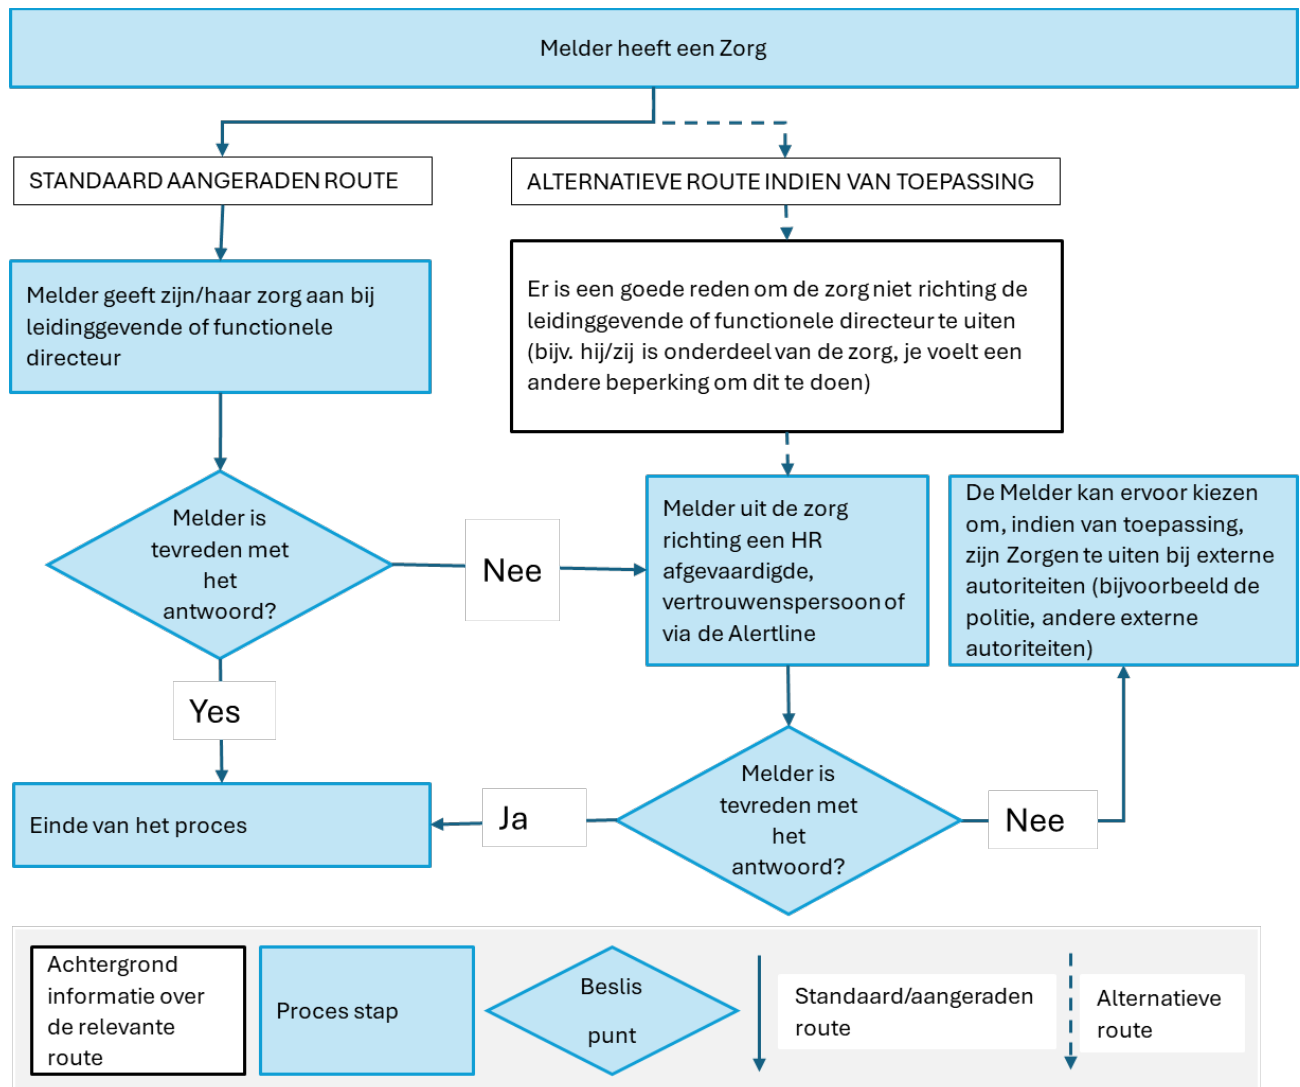 Melder heeft een Zorg
STANDAARD AANGERADEN ROUTE
ALTERNATIEVE ROUTE INDIEN VAN TOEPASSING
Melder geeft zijn/haar zorg aan bij
leidinggevende of functionele
directeur
Er is een goede reden om de zorg niet richting de
leidinggevende of functionele directeur te uiten
(bijv. hij/zij is onderdeel van de zorg, je voelt een
andere beperking om dit te doen)
Melder is
tevreden met
het
antwoord?
Nee
Melder uit de zorg
richting een HR
afgevaardigde,
vertrouwenspersoon of
via de Alertline
De Melder kan ervoor kiezen
om, indien van toepassing,
zijn Zorgen te uiten bij externe
autoriteiten (bijvoorbeeld de
politie, andere externe
autoriteiten)
Yes
Einde van het proces
Ja
Melder is
tevreden met
het
antwoord?
Nee
Achtergrond
informatie over
de relevante
route
Proces stap
Beslis
punt
Standaard/aangeraden
route
Alternatieve
route